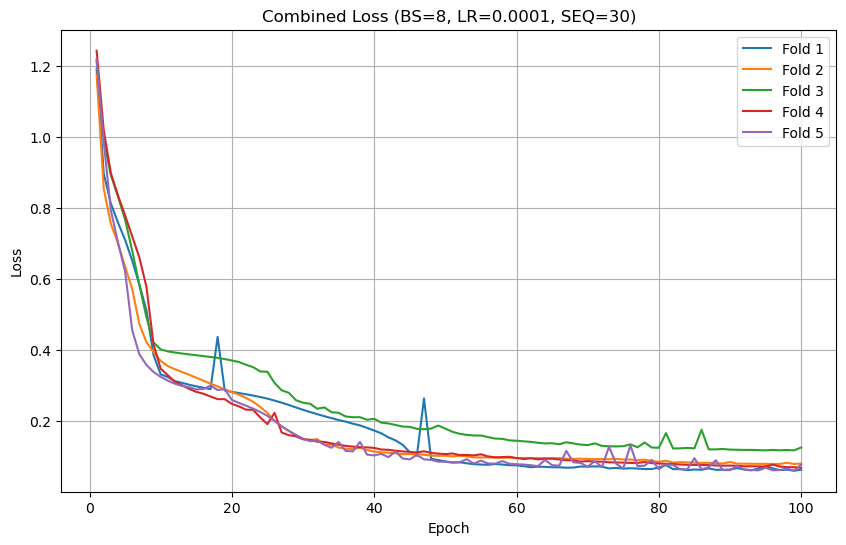 Combined Loss (BS=8, LR=0.0001, SEQ=30)
Fold 1
Fold 2
Fold 3
Fold 4
Fold 5
1.2
1.0
0.8
0.6
0.4
0.2
Loss
0 20 40 60 80 100
Epoch